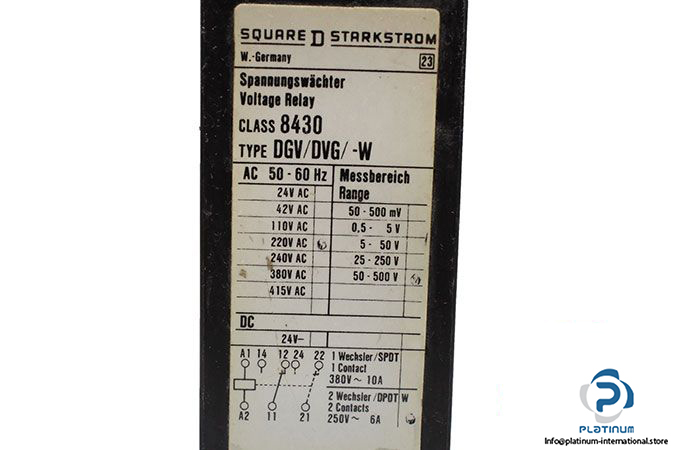 SQUARE D STARKSTROM
W.-Germany 23
Spannungswächter
Voltage Relay
CLASS 8430
TYPE DGV/DVG/ -W
AC 50 - 60 Hz
24V AC
42V AC
110V AC
220V AC
240V AC
380V AC
415V AC
Messbereich
Range
50 - 500 mV
0,5 - 5 V
5 - 50 V
25 - 250 V
50 - 500 V
DC
24V–
A1 14 12 24 22
A2 11 21
1 Wechsler/SPDT
1 Contact
380V ~ 10A
2 Wechsler/DPDT W
2 Contacts
250V ~ 6A
PLATINUM
info@platinum-international.store